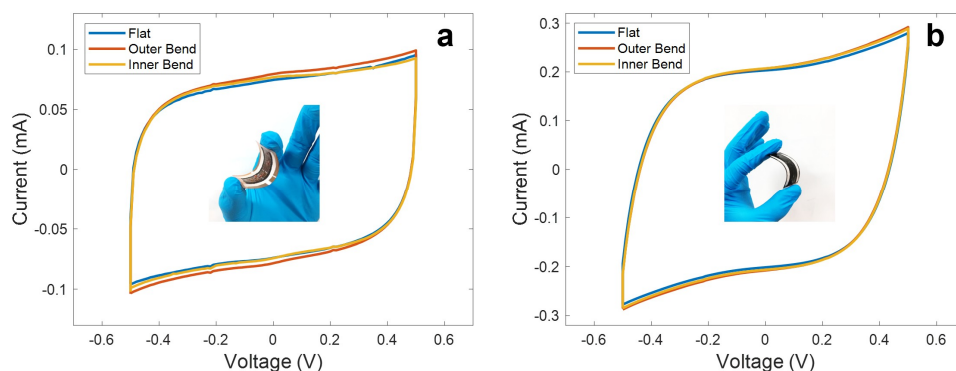 a
Flat
Outer Bend
Inner Bend
0.1
0.05
0
-0.05
-0.1
Current (mA)
-0.6 -0.4 -0.2 0 0.2 0.4 0.6
Voltage (V)
b
Flat
Outer Bend
Inner Bend
0.3
0.2
0.1
0
-0.1
-0.2
-0.3
Current (mA)
-0.6 -0.4 -0.2 0 0.2 0.4 0.6
Voltage (V)